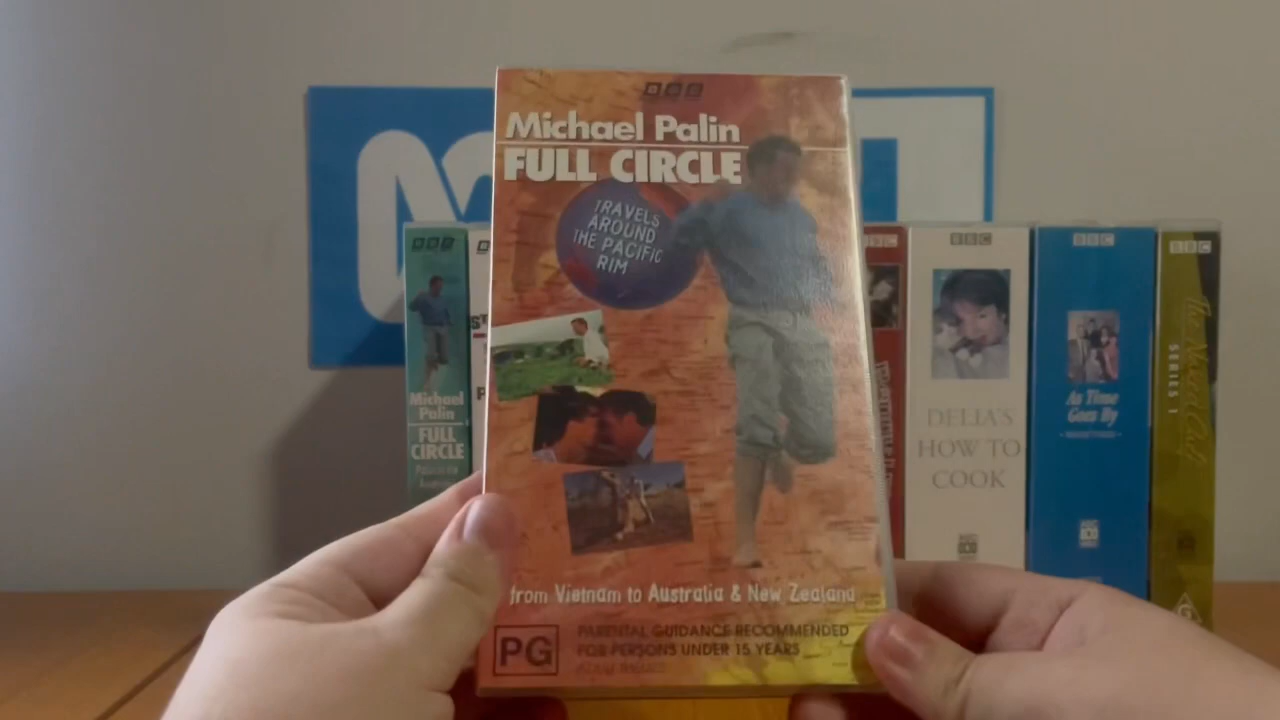 BBC
Michael Palin
FULL CIRCLE
TRAVELS
AROUND
THE PACIFIC
RIM
from Vietnam to Australia & New Zealand
PG
PARENTAL GUIDANCE RECOMMENDED
FOR PERSONS UNDER 15 YEARS
BBC
Michael
Palin
FULL
CIRCLE
BBC
BBC
DELIA'S
HOW TO
COOK
BBC
As Time
Goes By
BBC
SERIES 1
G